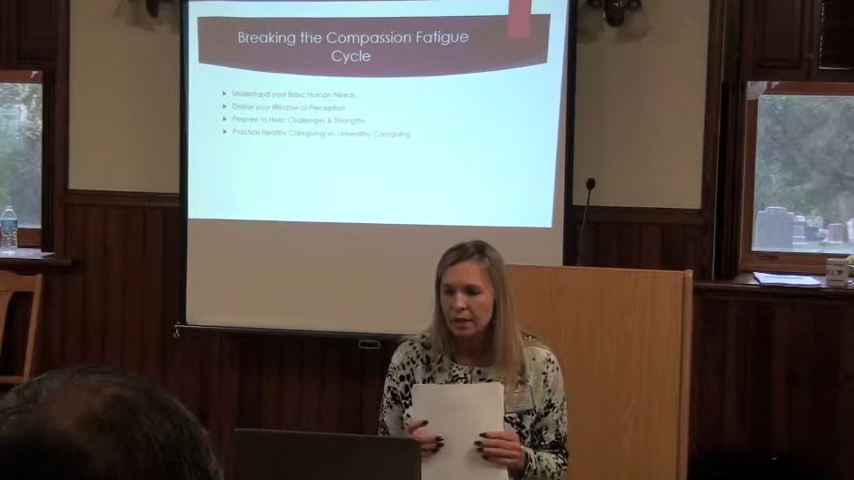 Breaking the Compassion Fatigue
Cycle
Understand your Basic Human Needs
Define your Window of Perception
Prepare to Heal: Challenges & Strengths
Practice Healthy Caregiving vs. Unhealthy Caregiving